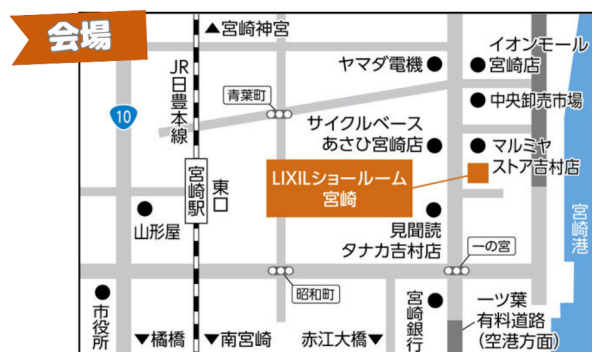 会場
▲宮崎神宮
JR日豊本線
10
青葉町
ヤマダ電機
イオンモール
宮崎店
中央卸売市場
サイクルベース
あさひ宮崎店
マルミヤ
ストア吉村店
LIXILショールーム
宮崎
宮崎駅
東口
山形屋
見聞読
タナカ吉村店
一の宮
宮崎港
昭和町
市役所
▼橘橋
▼南宮崎
赤江大橋▼
宮崎銀行
一ツ葉
有料道路
(空港方面)